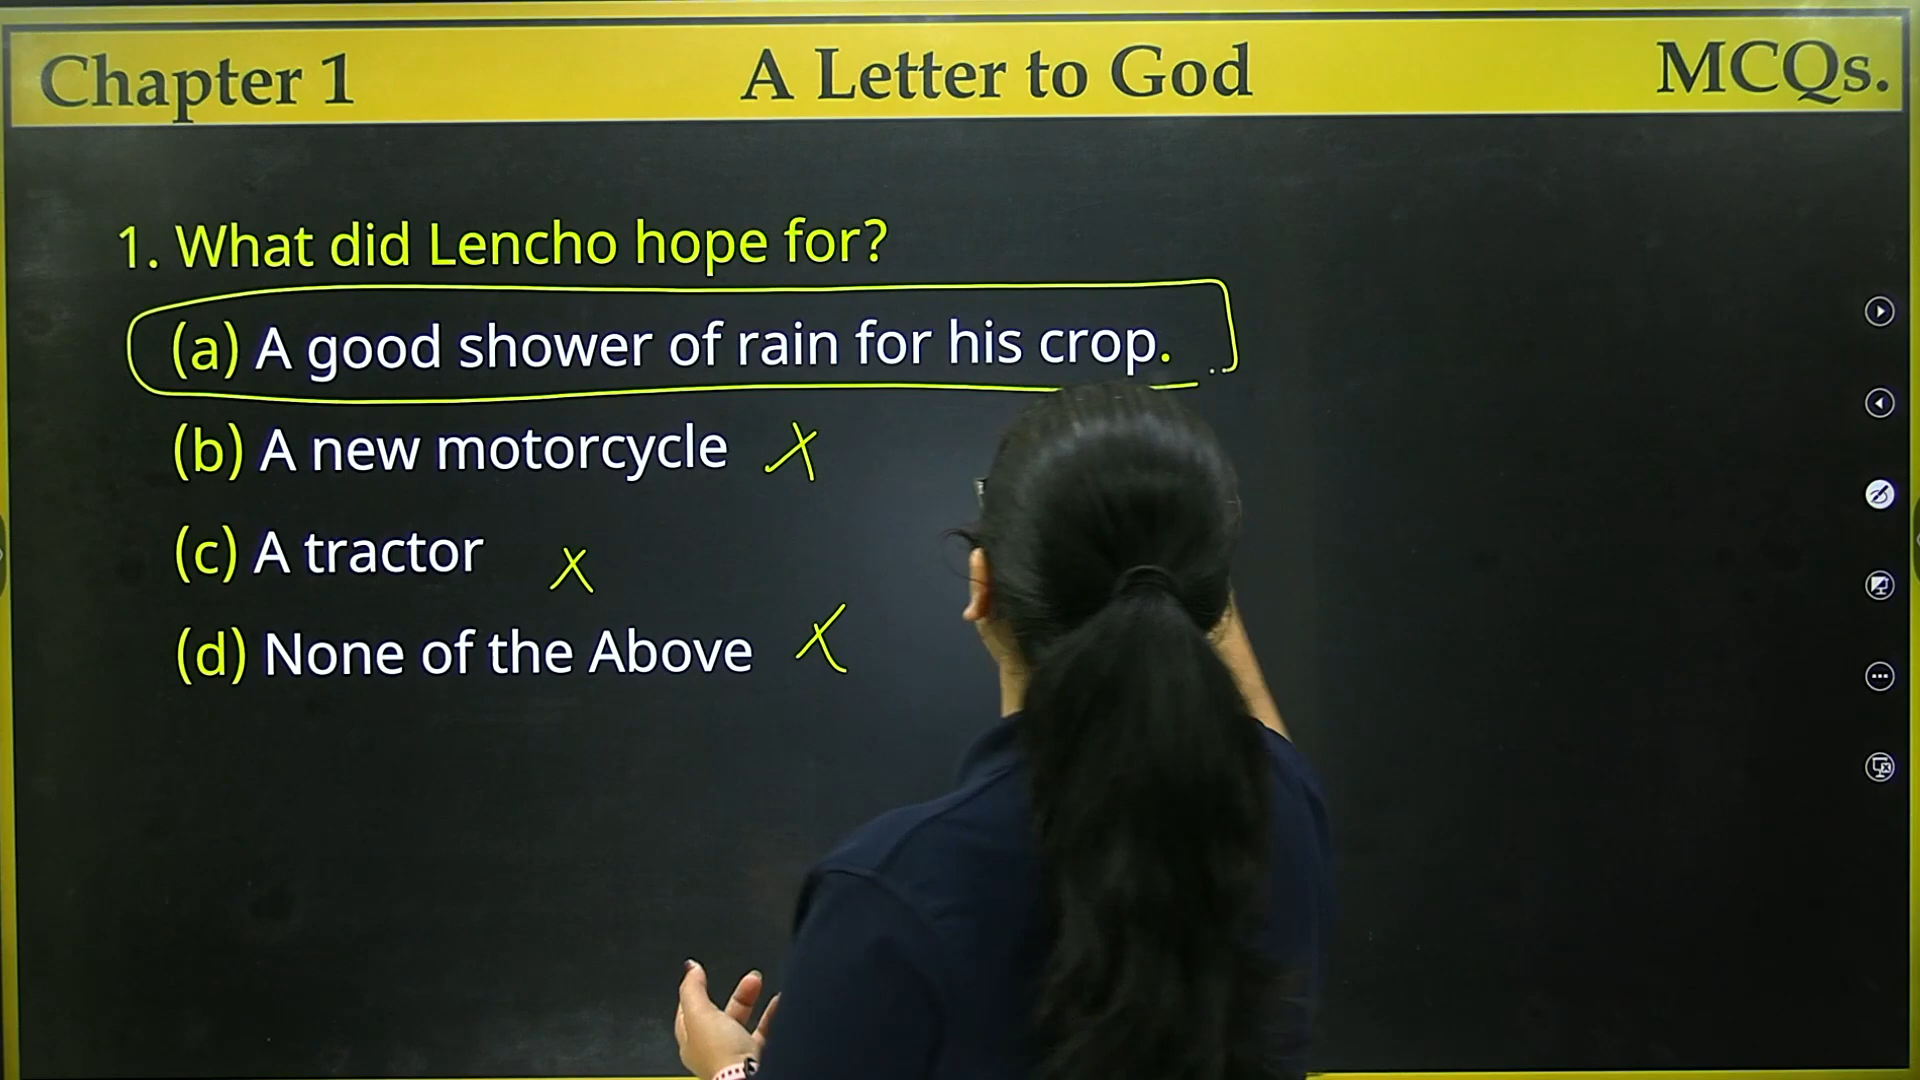 Chapter 1 A Letter to God MCQs.
1. What did Lencho hope for?
(a) A good shower of rain for his crop.
(b) A new motorcycle X
(c) A tractor X
(d) None of the Above X